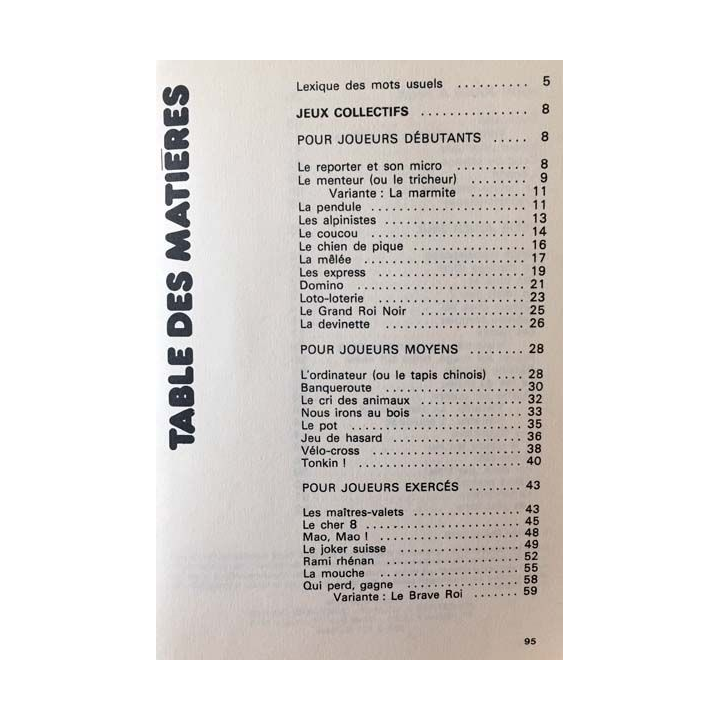 TABLE DES MATIÈRES
Lexique des mots usuels .......... 5
JEUX COLLECTIFS ............... 8
POUR JOUEURS DÉBUTANTS ..... 8
Le reporter et son micro .......... 8
Le menteur (ou le tricheur) ....... 9
Variante : La marmite ....... 11
La pendule ..................... 11
Les alpinistes .................... 13
Le coucou ..................... 14
Le chien de pique ............... 16
La mêlée ...................... 17
Les express .................... 19
Domino ....................... 21
Loto-loterie .................... 23
Le Grand Roi Noir .............. 25
La devinette ................... 26
POUR JOUEURS MOYENS ........ 28
L'ordinateur (ou le tapis chinois) .... 28
Banqueroute ................... 30
Le cri des animaux ............. 32
Nous irons au bois .............. 33
Le pot ........................ 35
Jeu de hasard .................. 36
Vélo-cross ..................... 38
Tonkin ! ....................... 40
POUR JOUEURS EXERCÉS ........ 43
Les maîtres-valets ............... 43
Le cher 8 ..................... 45
Mao, Mao ! .................... 48
Le joker suisse ................. 49
Rami rhénan ................... 52
La mouche .................... 55
Qui perd, gagne ................ 58
Variante : Le Brave Roi ....... 59
95